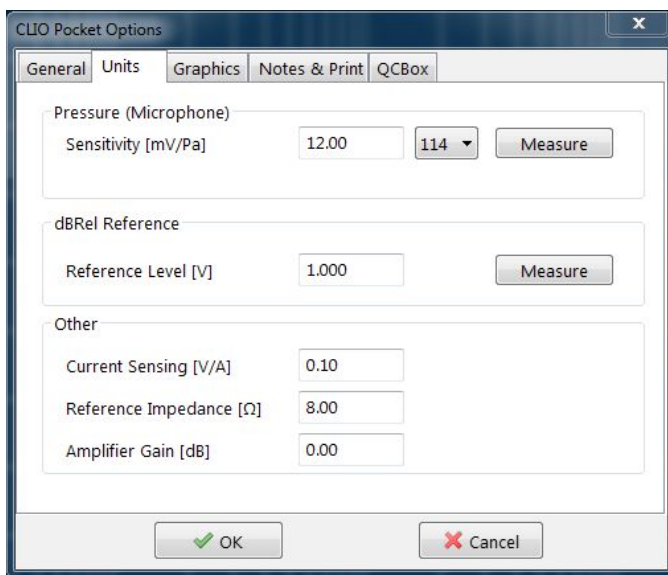 CLIO Pocket Options
x
General Units Graphics Notes & Print QCBox
Pressure (Microphone)
Sensitivity [mV/Pa] 12.00 114 Measure
dBRel Reference
Reference Level [V] 1.000 Measure
Other
Current Sensing [V/A] 0.10
Reference Impedance [Ω] 8.00
Amplifier Gain [dB] 0.00
OK Cancel